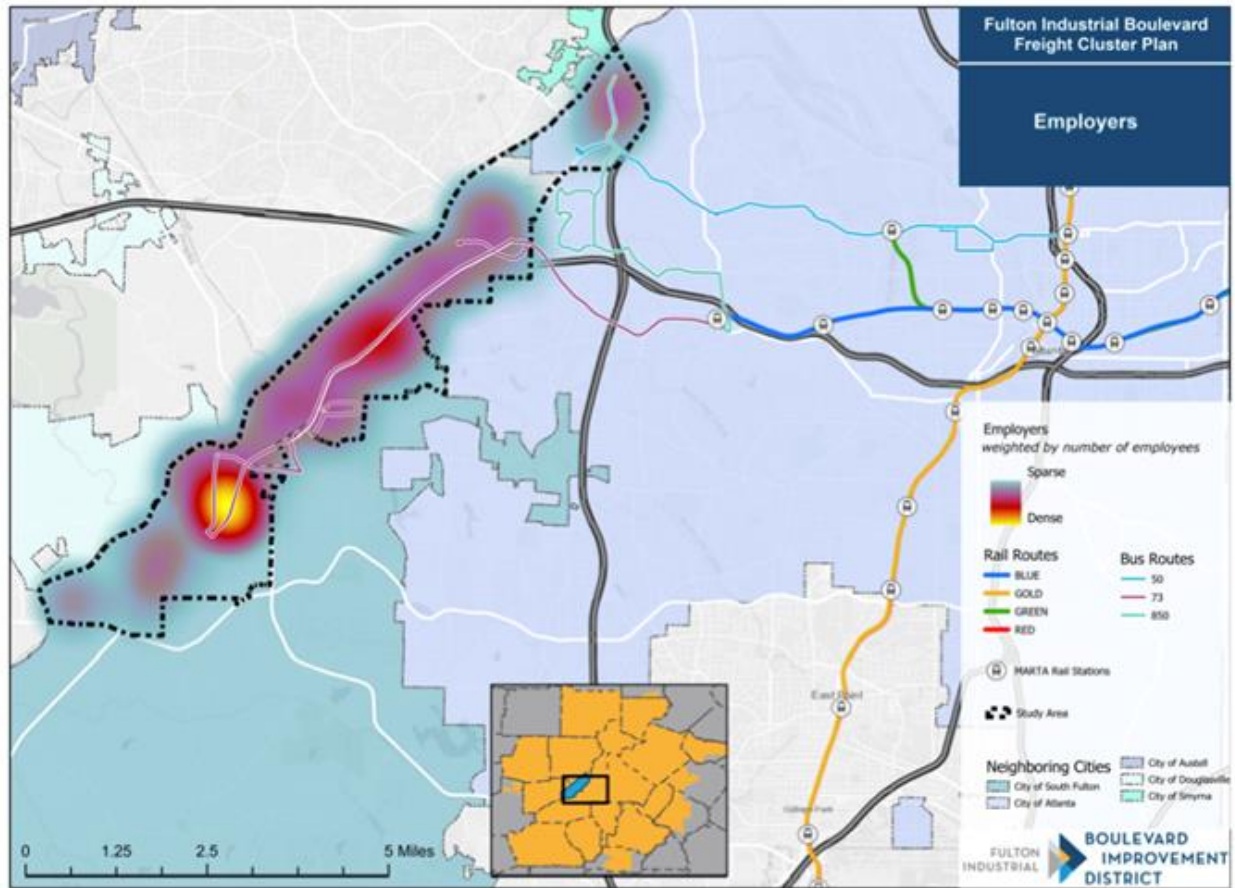 Fulton Industrial Boulevard
Freight Cluster Plan
Employers
Employers
weighted by number of employees
Sparse
Dense
Rail Routes
BLUE
GOLD
GREEN
RED
Bus Routes
50
73
850
MARTA Rail Stations
Study Area
Neighboring Cities
City of South Fulton
City of Atlanta
City of Austell
City of Douglasville
City of Smyrna
East Point
0 1.25 2.5 5 Miles
FULTON
INDUSTRIAL
BOULEVARD
IMPROVEMENT
DISTRICT